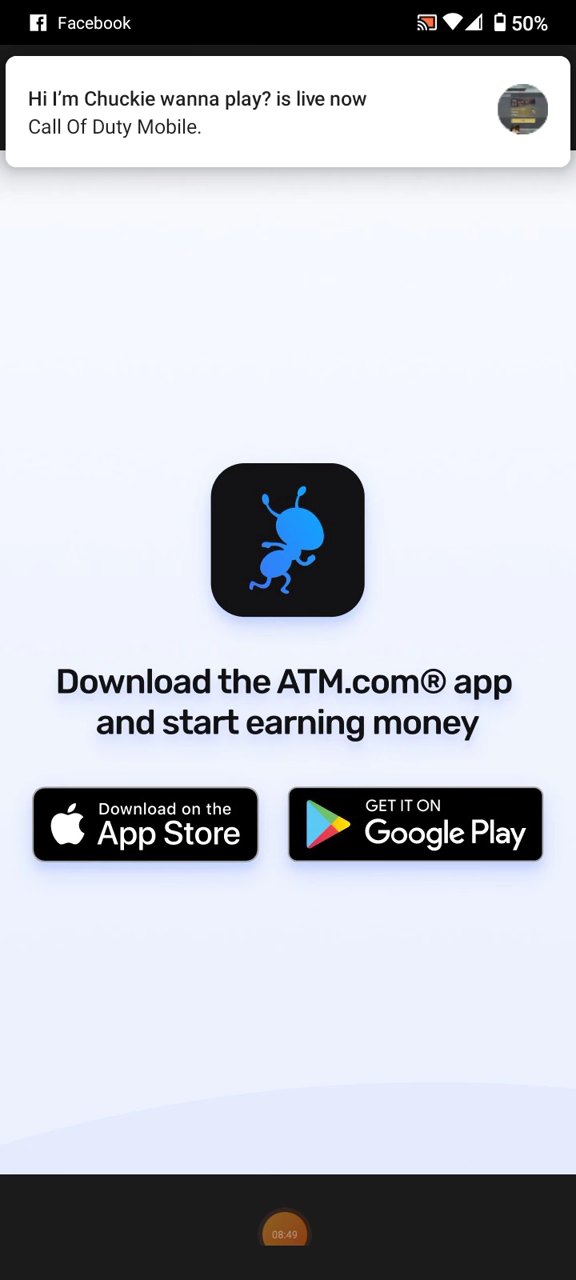 Facebook
50%
Hi I’m Chuckie wanna play? is live now
Call Of Duty Mobile.
Download the ATM.com® app
and start earning money
Download on the
App Store
GET IT ON
Google Play
08:49